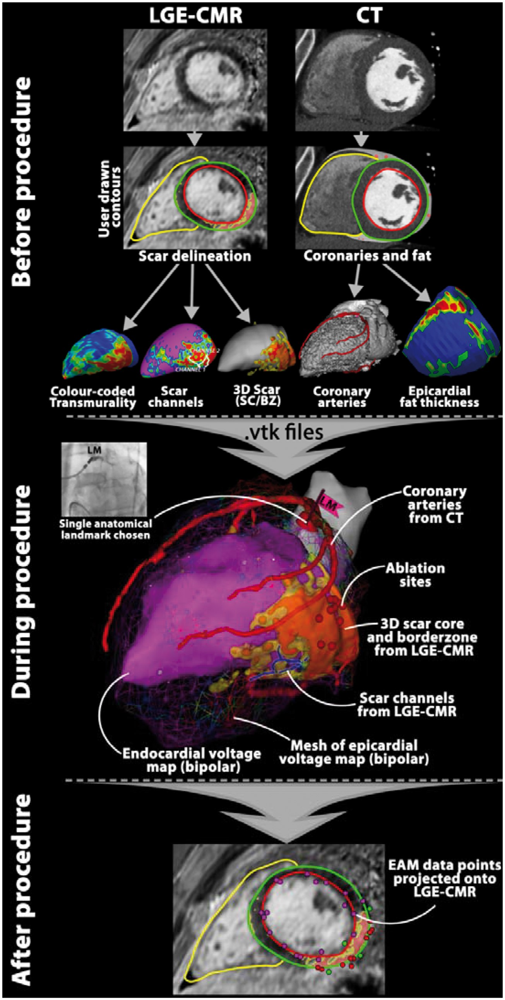 LGE-CMR
CT
Before procedure
User drawn
contours
Scar delineation
Coronaries and fat
CHANNEL 2
CHANNEL 1
Colour-coded
Transmurality
Scar
channels
3D Scar
(SC/BZ)
Coronary
arteries
Epicardial
fat thickness
.vtk files
During procedure
LM
Single anatomical
landmark chosen
LM
Coronary
arteries
from CT
Ablation
sites
3D scar core
and borderzone
from LGE-CMR
Scar channels
from LGE-CMR
Endocardial voltage
map (bipolar)
Mesh of epicardial
voltage map (bipolar)
After procedure
EAM data points
projected onto
LGE-CMR